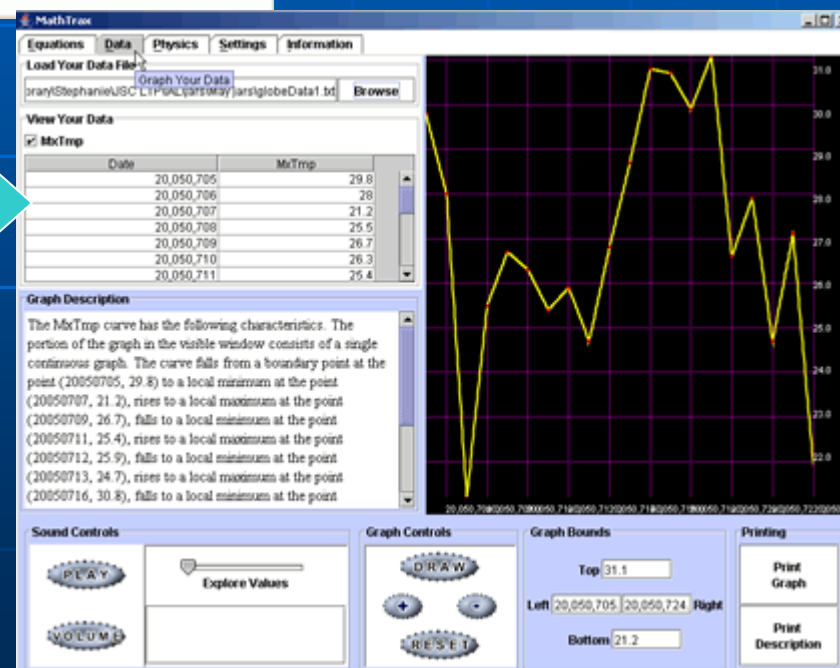 MathTrax
Equations Data Physics Settings Information
Load Your Data File
Graph Your Data
globeData1.txt Browse
View Your Data
MxTmp
Date MxTmp
20,050,705 29.8
20,050,706 28
20,050,707 21.2
20,050,708 25.5
20,050,709 26.7
20,050,710 26.3
20,050,711 25.4
Graph Description
The MxTmp curve has the following characteristics. The
portion of the graph in the visible window consists of a single
continuous graph. The curve falls from a boundary point at the
point (20050705, 29.8) to a local minimum at the point
(20050707, 21.2), rises to a local maximum at the point
(20050709, 26.7), falls to a local minimum at the point
(20050711, 25.4), rises to a local maximum at the point
(20050712, 25.9), falls to a local minimum at the point
(20050713, 24.7), rises to a local maximum at the point
(20050716, 30.8), falls to a local minimum at the point
31.0
30.0
29.0
28.0
27.0
26.0
25.0
24.0
23.0
22.0
Sound Controls
PLAY
Explore Values
VOLUME
Graph Controls
DRAW
+ -
RESET
Graph Bounds
Top 31.1
Left 20,050,705. 20,050,724. Right
Bottom 21.2
Printing
Print
Graph
Print
Description